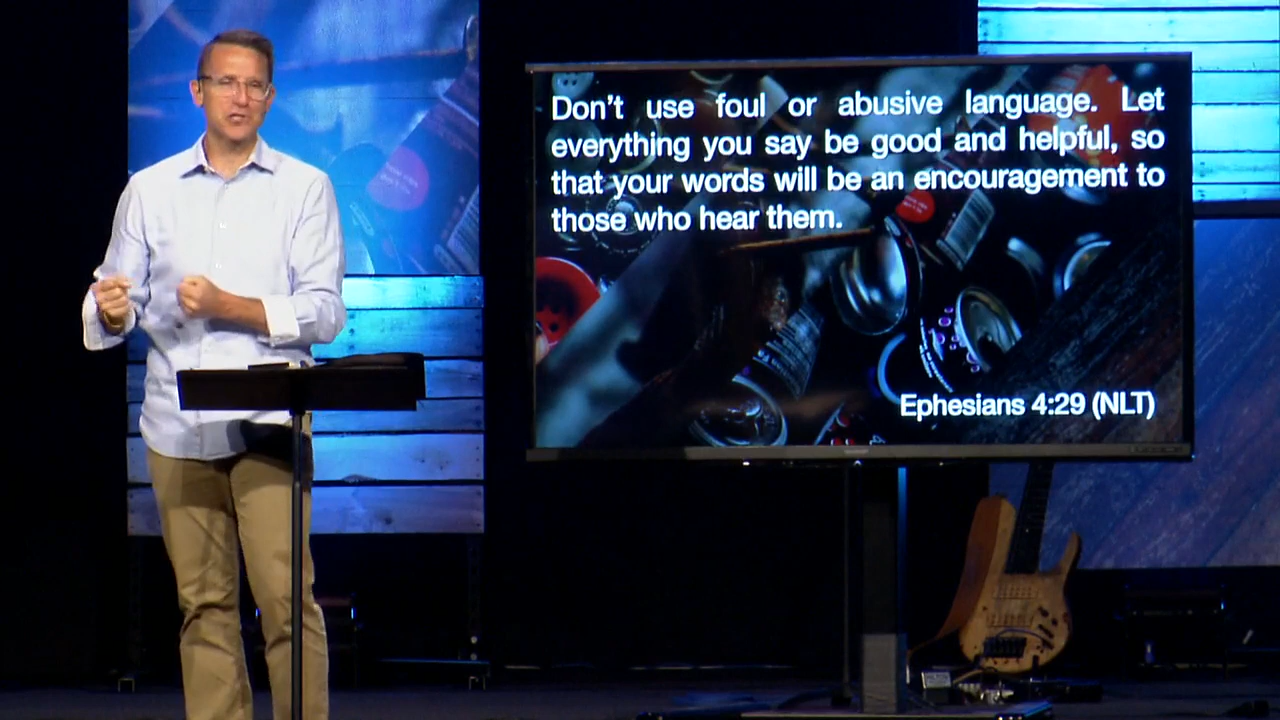 Don't use foul or abusive language. Let
everything you say be good and helpful, so
that your words will be an encouragement to
those who hear them.
Ephesians 4:29 (NLT)